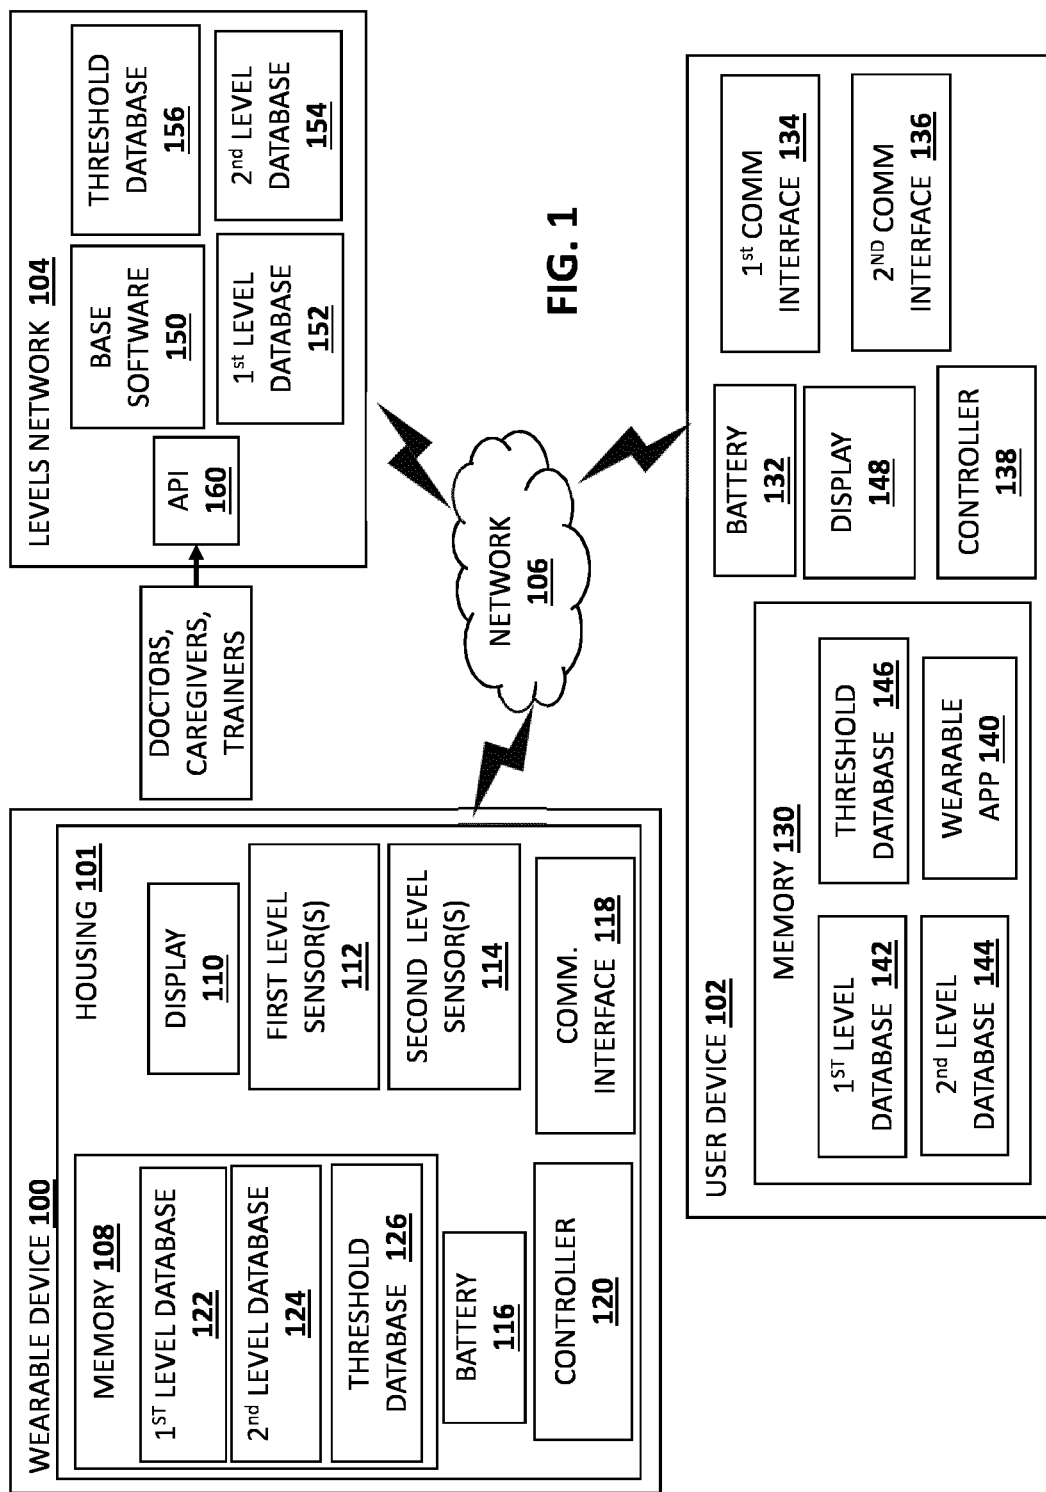 WEARABLE DEVICE 100
HOUSING 101
MEMORY 108
1ST LEVEL DATABASE
122
2nd LEVEL DATABASE
124
THRESHOLD
DATABASE 126
BATTERY
116
CONTROLLER
120
DISPLAY
110
FIRST LEVEL
SENSOR(S)
112
SECOND LEVEL
SENSOR(S)
114
COMM.
INTERFACE 118
DOCTORS,
CAREGIVERS,
TRAINERS
LEVELS NETWORK 104
API
160
BASE
SOFTWARE
150
THRESHOLD
DATABASE
156
1st LEVEL
DATABASE
152
2nd LEVEL
DATABASE
154
NETWORK
106
FIG. 1
USER DEVICE 102
MEMORY 130
1ST LEVEL
DATABASE 142
2nd LEVEL
DATABASE 144
THRESHOLD
DATABASE 146
WEARABLE
APP 140
BATTERY
132
DISPLAY
148
CONTROLLER
138
1st COMM
INTERFACE 134
2ND COMM
INTERFACE 136